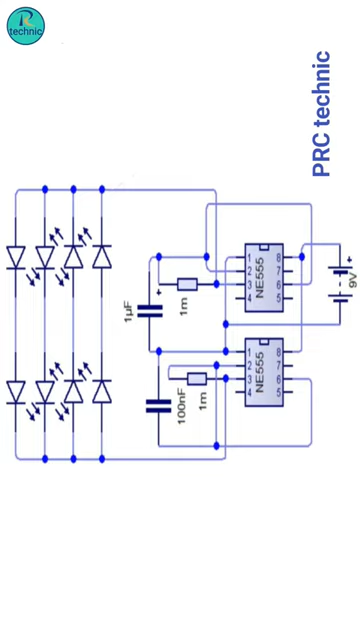 R
technic
PRC technic
1µF
+
1m
1 8
2 7
3 6
4 5
NE555
- +
9V
100nF
1m
1 8
2 7
3 6
4 5
NE555